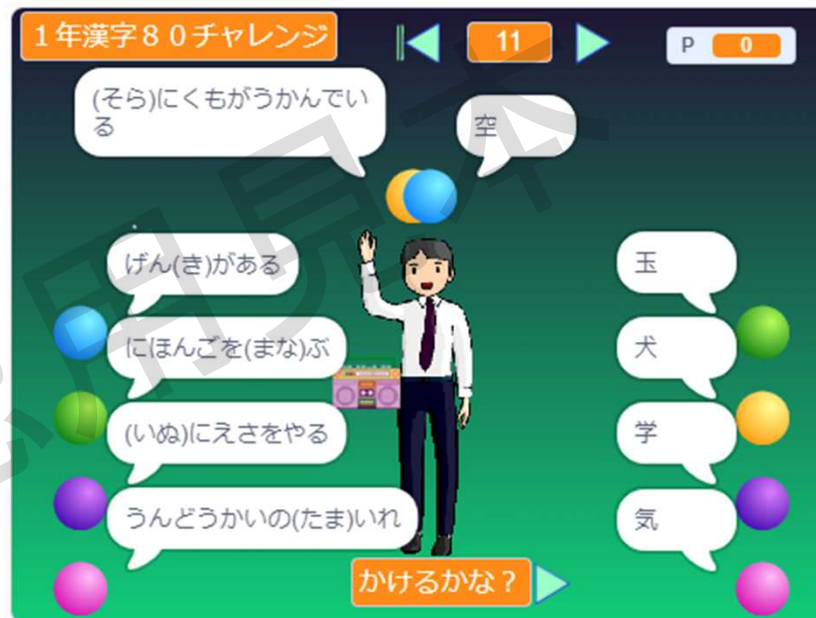 1年漢字80チャレンジ
11
P 0
(そら)にくもがうかんでい
る
空
げん(き)がある
玉
にほんごを(まな)ぶ
犬
(いぬ)にえさをやる
学
うんどうかいの(たま)いれ
気
かけるかな？
用見本